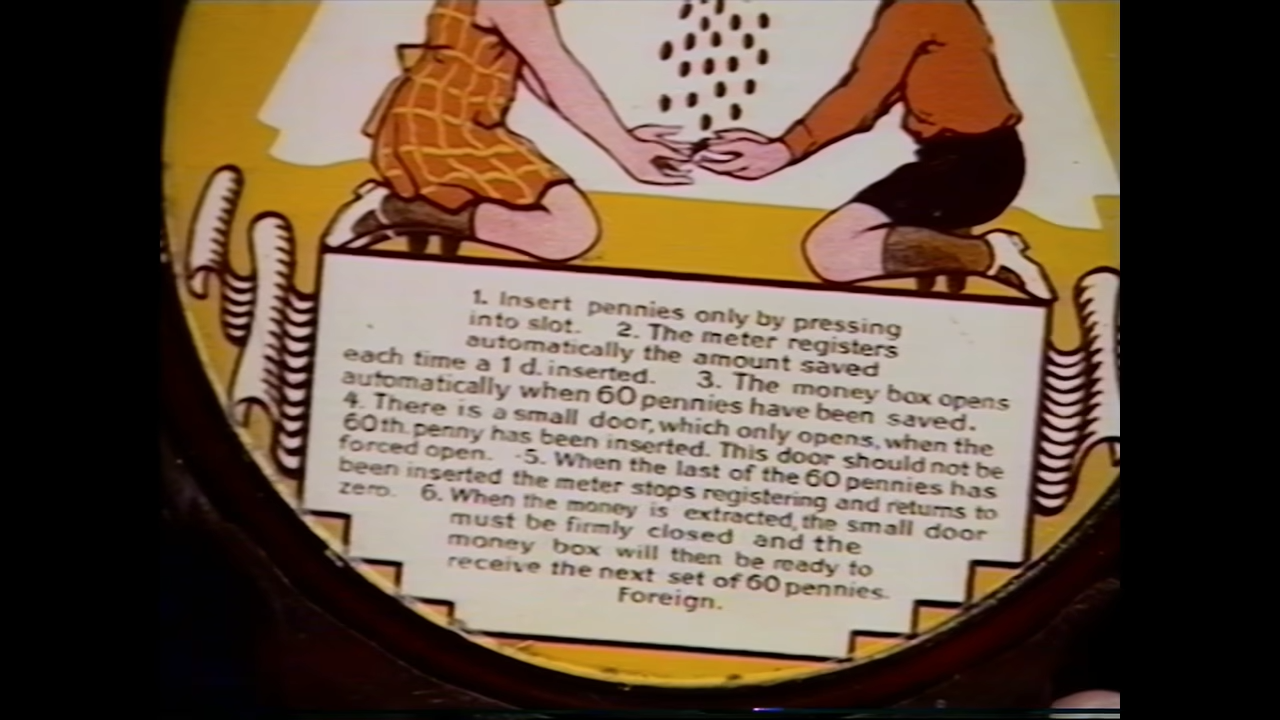 1. Insert pennies only by pressing
into slot. 2. The meter registers
automatically the amount saved
each time a 1 d. inserted. 3. The money box opens
automatically when 60 pennies have been saved.
4. There is a small door, which only opens, when the
60th. penny has been inserted. This door should not be
forced open. 5. When the last of the 60 pennies has
been inserted the meter stops registering and returns to
zero. 6. When the money is extracted, the small door
must be firmly closed and the
money box will then be ready to
receive the next set of 60 pennies.
Foreign.